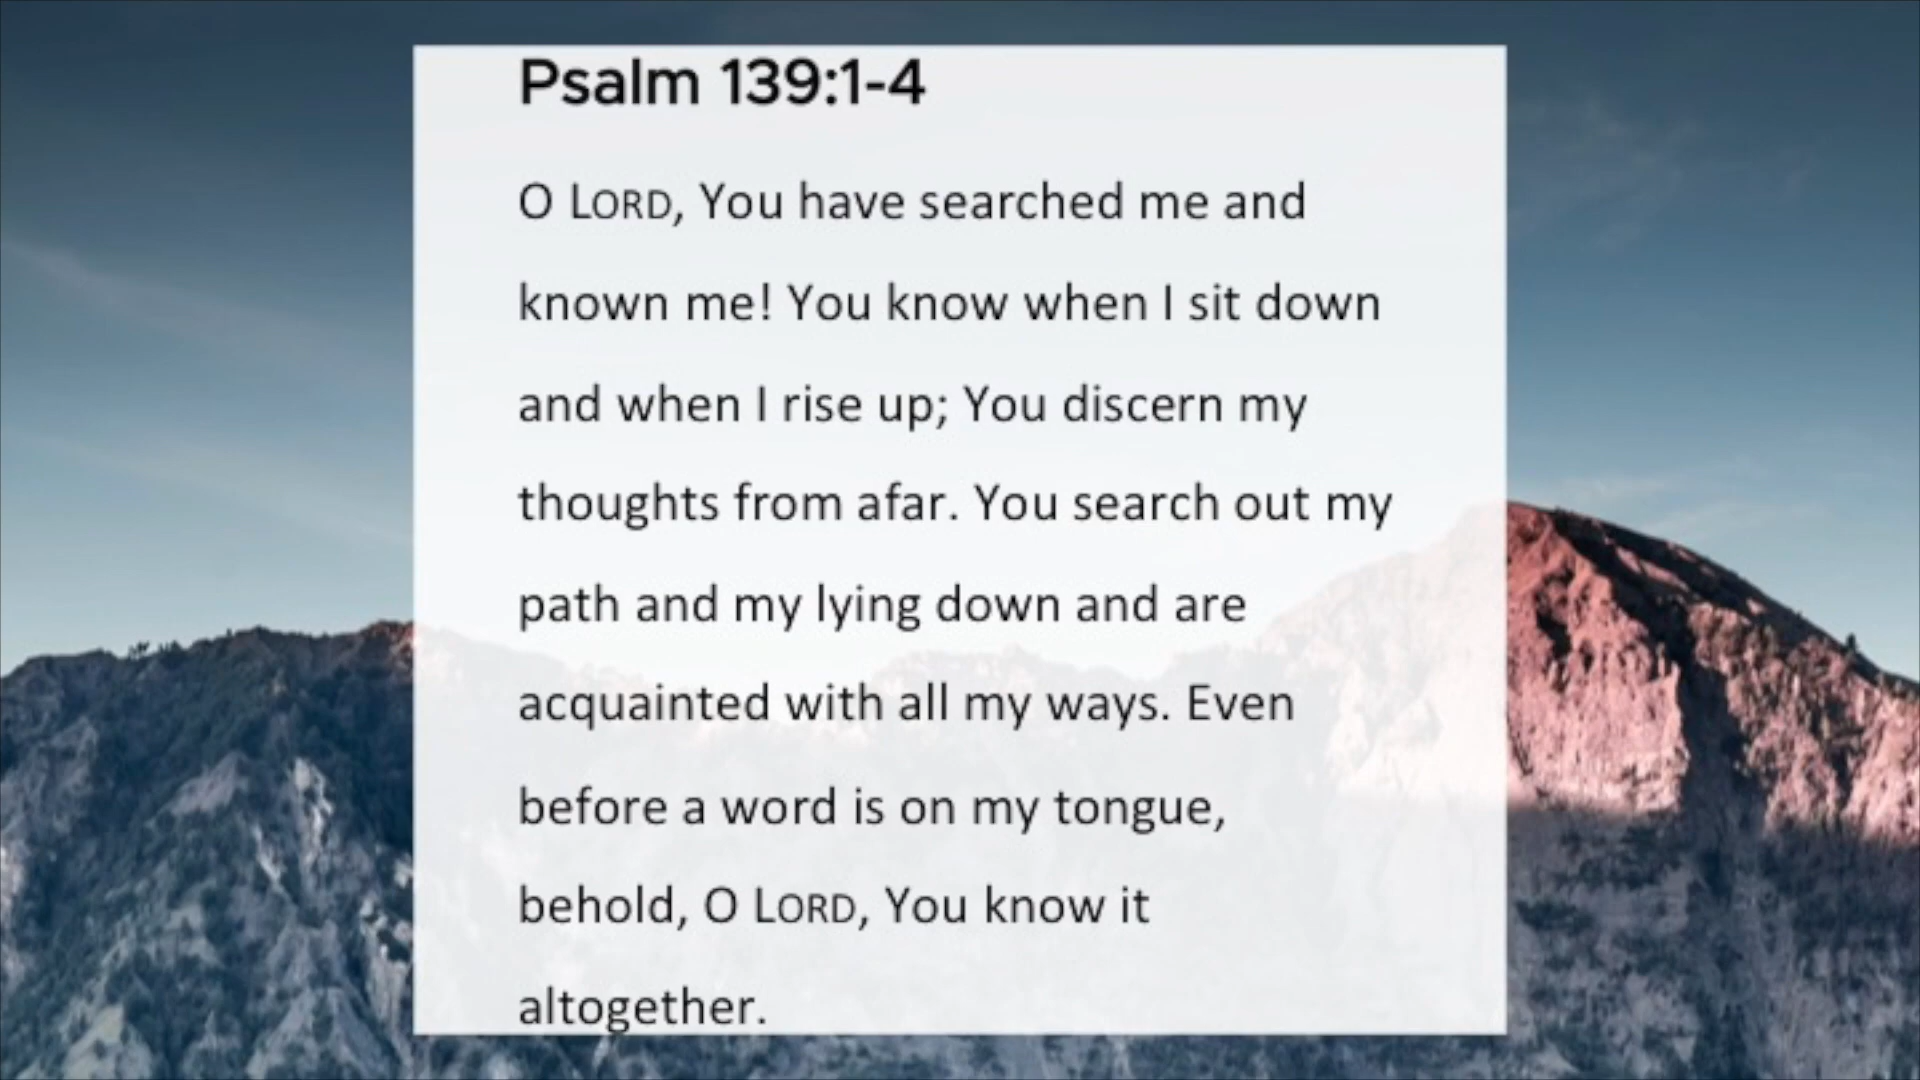 Psalm 139:1-4
O LORD, You have searched me and
known me! You know when I sit down
and when I rise up; You discern my
thoughts from afar. You search out my
path and my lying down and are
acquainted with all my ways. Even
before a word is on my tongue,
behold, O LORD, You know it
altogether.